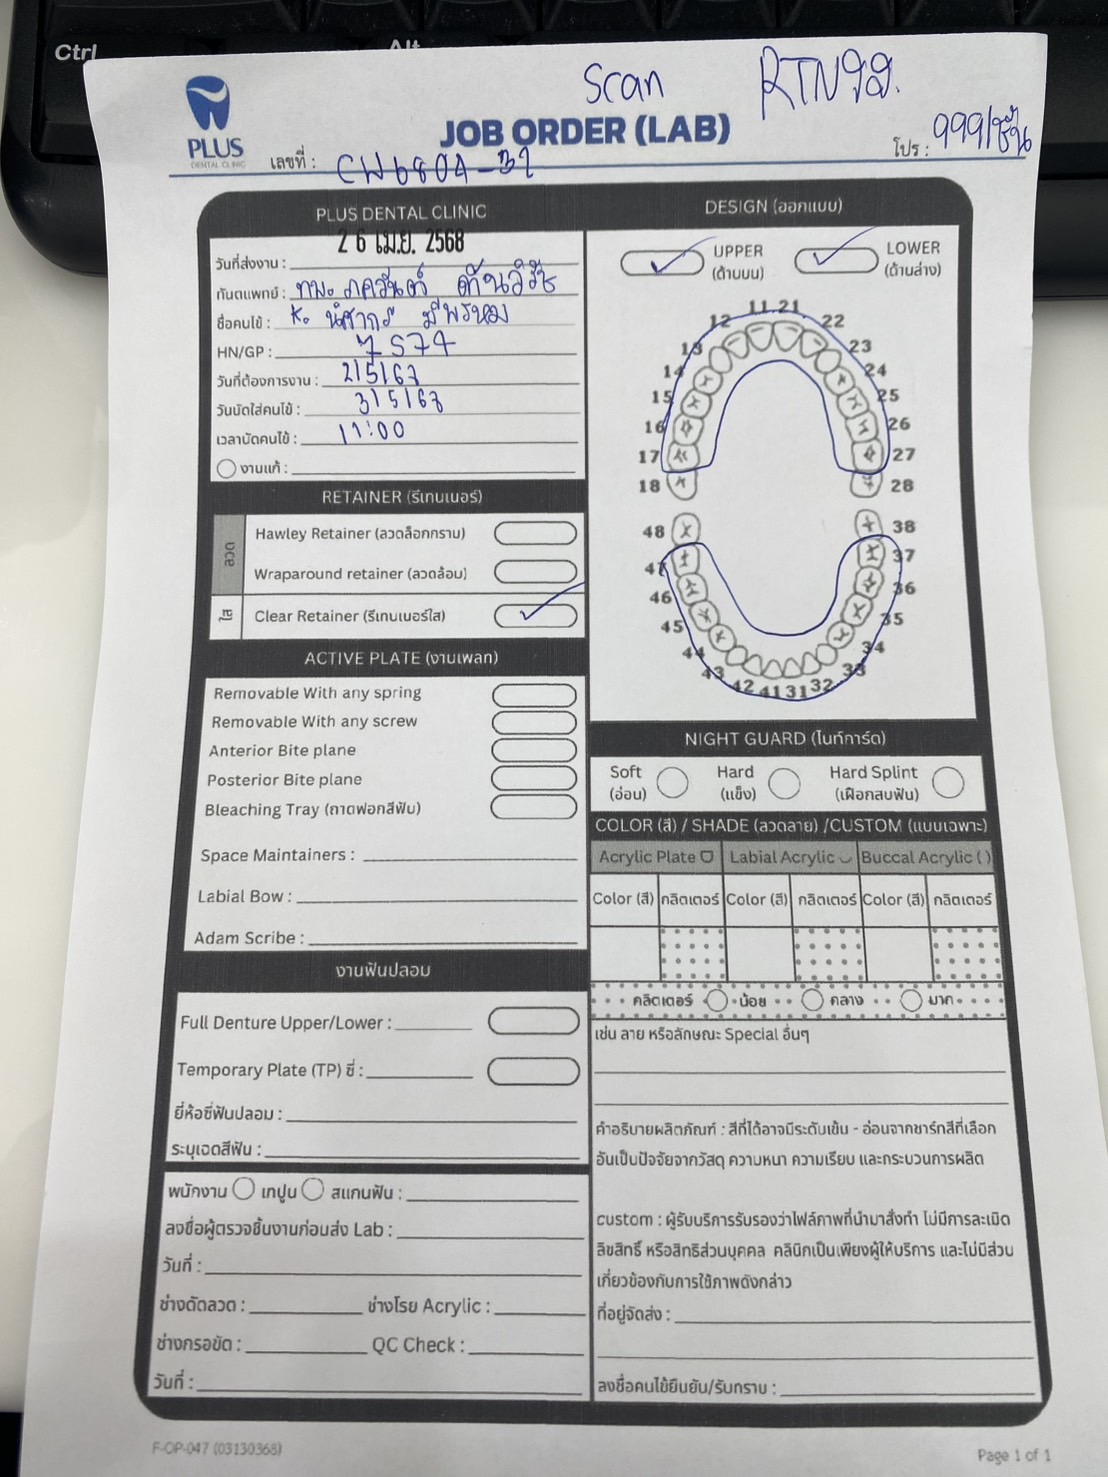 Ctrl
Alt
Scan
PLUS
DENTAL CLINIC
JOB ORDER (LAB)
โปร : 999/ชิ้น
เลขที่ : CW6804-32
PLUS DENTAL CLINIC
วันที่ส่งงาน : 26 เม.ย. 2568
ทันตแพทย์ : ทพ.
ชื่อคนไข้ : K.
HN/GP : 7574
วันที่ต้องการงาน : 2/5/68
วันนัดใส่คนไข้ : 3/5/68
เวลานัดคนไข้ : 11:00
งานแก้ :
RETAINER (รีเทนเนอร์)
ลวด
Hawley Retainer (ลวดล็อกกราม)
Wraparound retainer (ลวดล้อม)
ใส
Clear Retainer (รีเทนเนอร์ใส)
ACTIVE PLATE (งานเพลท)
Removable With any spring
Removable With any screw
Anterior Bite plane
Posterior Bite plane
Bleaching Tray (ถาดฟอกสีฟัน)
Space Maintainers :
Labial Bow :
Adam Scribe :
งานฟันปลอม
Full Denture Upper/Lower :
Temporary Plate (TP) ซี่ :
ยี่ห้อซี่ฟันปลอม :
ระบุเฉดสีฟัน :
พนักงาน เทปูน สแกนฟัน :
ลงชื่อผู้ตรวจชิ้นงานก่อนส่ง Lab :
วันที่ :
ช่างดัดลวด : ช่างโรย Acrylic :
ช่างกรอขัด : QC Check :
วันที่ :
DESIGN (ออกแบบ)
UPPER
(ด้านบน)
LOWER
(ด้านล่าง)
11 21
12 22
13 23
14 24
15 25
16 26
17 27
18 28
48 38
47 37
46 36
45 35
44 34
43 33
42 41 31 32
NIGHT GUARD (ไนท์การ์ด)
Soft
(อ่อน)
Hard
(แข็ง)
Hard Splint
(เฝือกสบฟัน)
COLOR (สี) / SHADE (ลวดลาย) /CUSTOM (แบบเฉพาะ)
Acrylic Plate Labial Acrylic Buccal Acrylic ( )
Color (สี) กลิตเตอร์ Color (สี) กลิตเตอร์ Color (สี) กลิตเตอร์
กลิตเตอร์ น้อย กลาง มาก
เช่น ลาย หรือลักษณะ Special อื่นๆ
คำอธิบายผลิตภัณฑ์ : สีที่ได้อาจมีระดับเข้ม - อ่อนจากชาร์กสีที่เลือก
อันเป็นปัจจัยจากวัสดุ ความหนา ความเรียบ และกระบวนการผลิต
custom : ผู้รับบริการรับรองว่าไฟล์ภาพที่นำมาสั่งทำ ไม่มีการละเมิด
ลิขสิทธิ์ หรือสิทธิส่วนบุคคล คลินิกเป็นเพียงผู้ให้บริการ และไม่มีส่วน
เกี่ยวข้องกับการใช้ภาพดังกล่าว
ที่อยู่จัดส่ง :
ลงชื่อคนไข้ยืนยัน/รับทราบ :
F-OP-047 (03130368)
Page 1 of 1